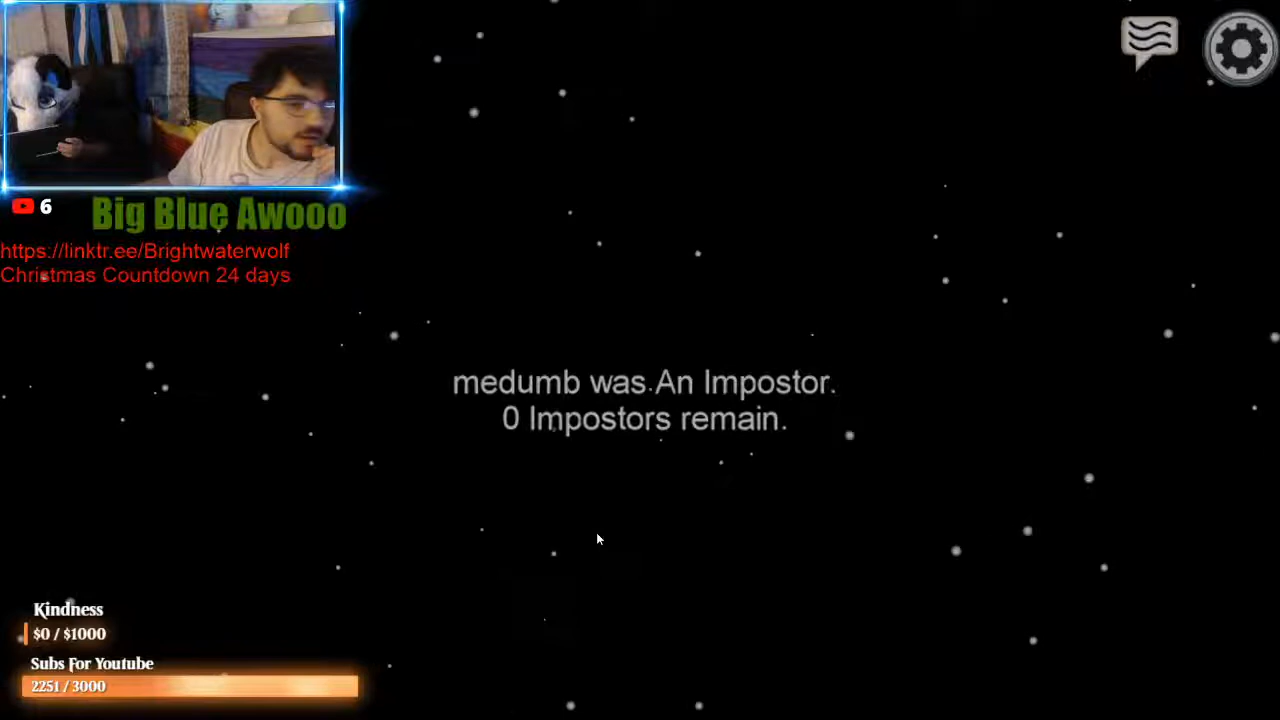 6
Big Blue Awooo
https://linktr.ee/Brightwaterwolf
Christmas Countdown 24 days
medumb was An Impostor.
0 Impostors remain.
Kindness
$0 / $1000
Subs For Youtube
2251 / 3000